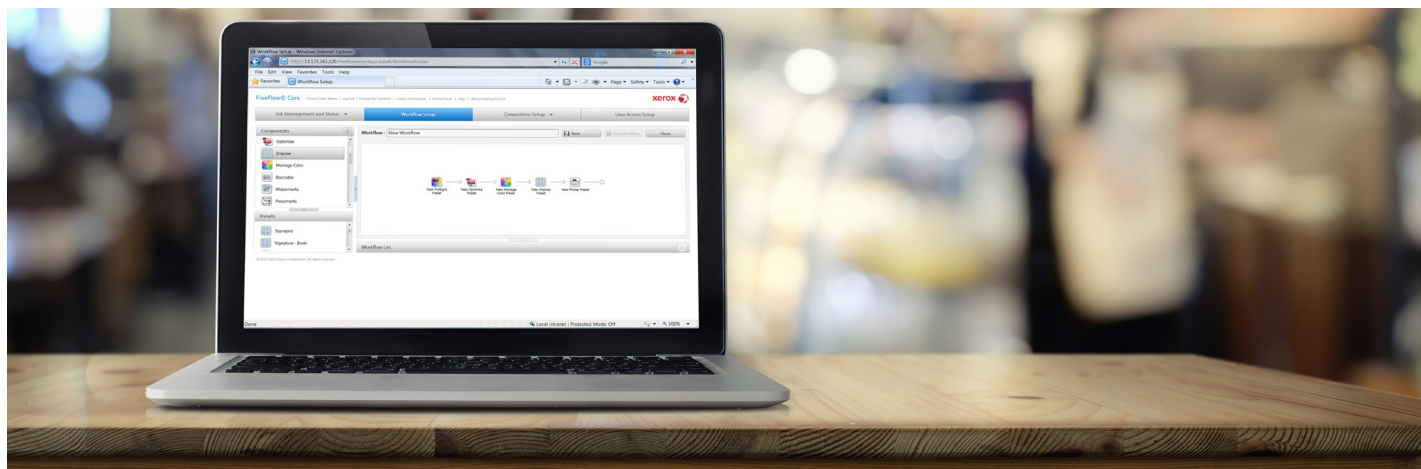 Workflow Setup - Windows Internet Explorer
Google
File Edit View Favorites Tools Help
Favorites Workflow Setup
Page Safety Tools
FreeFlow® Core
xerox
Job Management and Status
Workflow Setup
Connections Setup
User Access Setup
Components
Workflow : New Workflow
Save
Close
Optimize
Impose
Manage Color
Barcodes
Watermarks
Pressmarks
New Preflight Preset
New Optimize Preset
New Manage Color Preset
New Impose Preset
New Printer Preset
Presets
Standard
Signature - Book
Workflow List
Done
Local intranet | Protected Mode: Off
100%